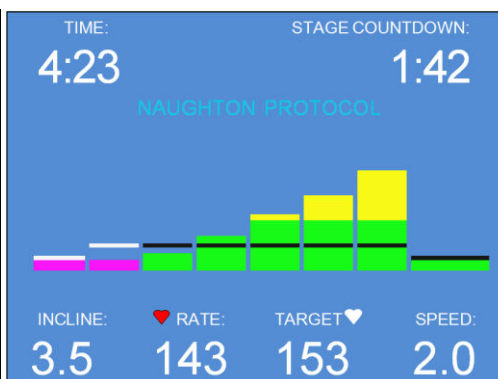 TIME: STAGE COUNTDOWN:
4:23 1:42
NAUGHTON PROTOCOL
INCLINE: RATE: TARGET SPEED:
3.5 143 153 2.0